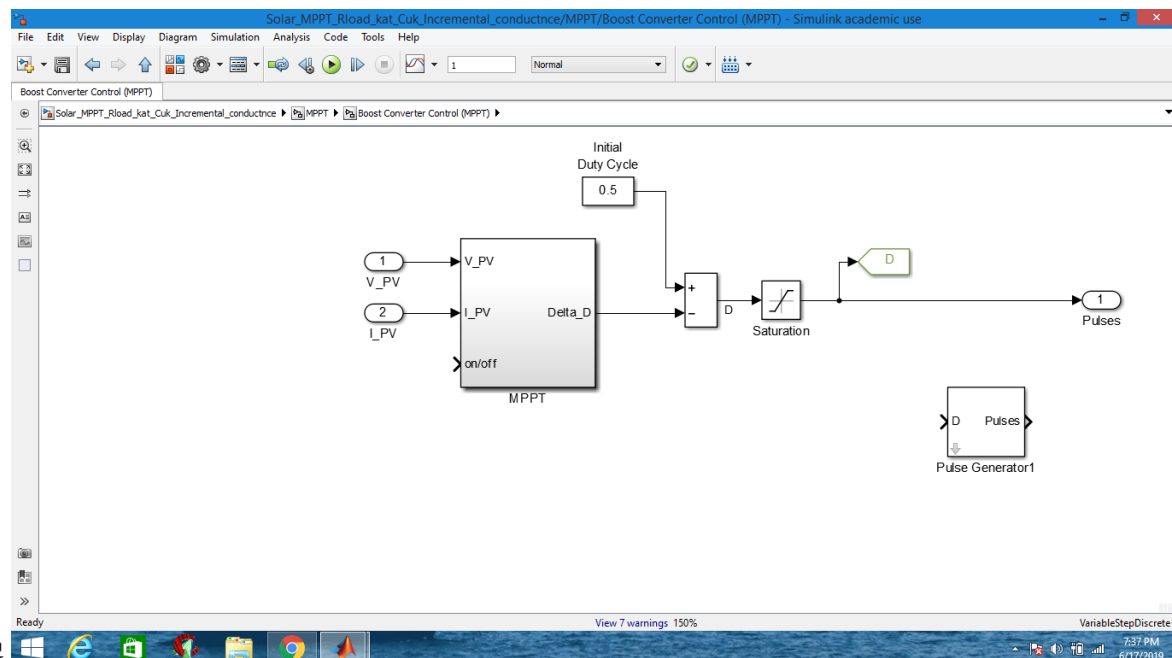 Solar_MPPT_Rload_kat_Cuk_Incremental_conductnce/MPPT/Boost Converter Control (MPPT) - Simulink academic use
File Edit View Display Diagram Simulation Analysis Code Tools Help
1 Normal
Boost Converter Control (MPPT)
Solar_MPPT_Rload_kat_Cuk_Incremental_conductnce MPPT Boost Converter Control (MPPT)
Initial
Duty Cycle
0.5
D
1 V_PV
V_PV
2 I_PV Delta_D
I_PV
on/off
MPPT
+
−
D
Saturation
1
Pulses
D Pulses
Pulse Generator1
Ready View 7 warnings 150% VariableStepDiscrete
7:37 PM
6/17/2019